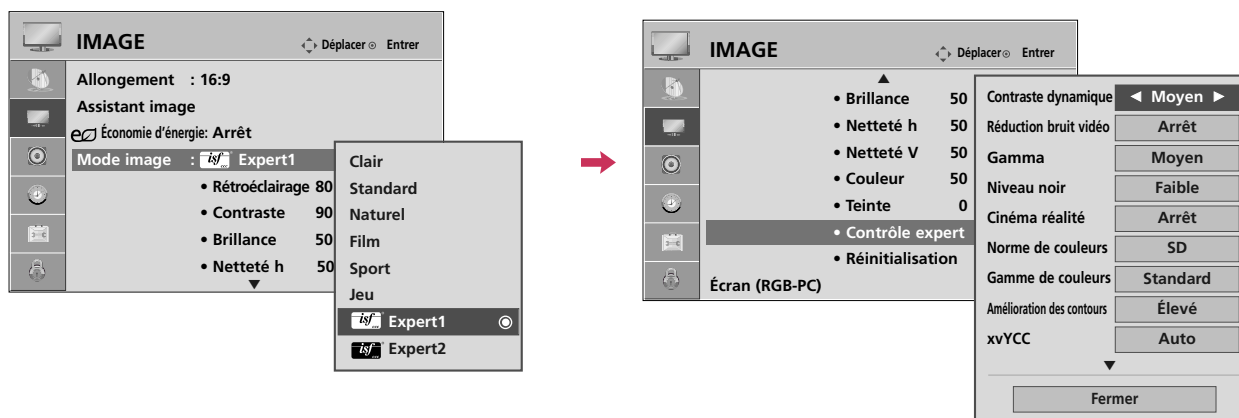 IMAGE
Déplacer Entrer
Allongement : 16:9
Assistant image
e Économie d'énergie: Arrêt
Mode image : isf Expert1
• Rétroéclairage 80
• Contraste 90
• Brillance 50
• Netteté h 50
▼
Clair
Standard
Naturel
Film
Sport
Jeu
isf Expert1
isf Expert2
IMAGE
Déplacer Entrer
▲
• Brillance 50
• Netteté h 50
• Netteté V 50
• Couleur 50
• Teinte 0
• Contrôle expert
• Réinitialisation
Écran (RGB-PC)
Contraste dynamique ◄ Moyen ►
Réduction bruit vidéo Arrêt
Gamma Moyen
Niveau noir Faible
Cinéma réalité Arrêt
Norme de couleurs SD
Gamme de couleurs Standard
Amélioration des contours Élevé
xvYCC Auto
▼
Fermer